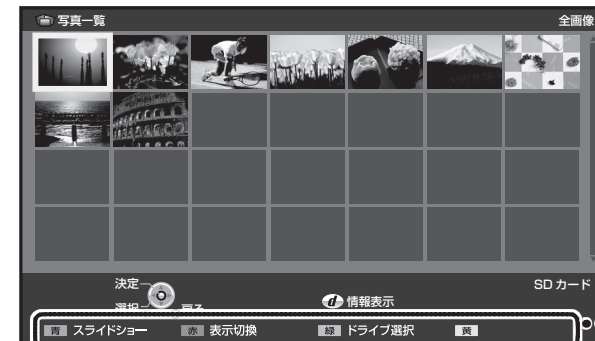 写真一覧 全画像
決定
選択 戻る
d 情報表示
SD カード
青 スライドショー 赤 表示切換 緑 ドライブ選択 黄